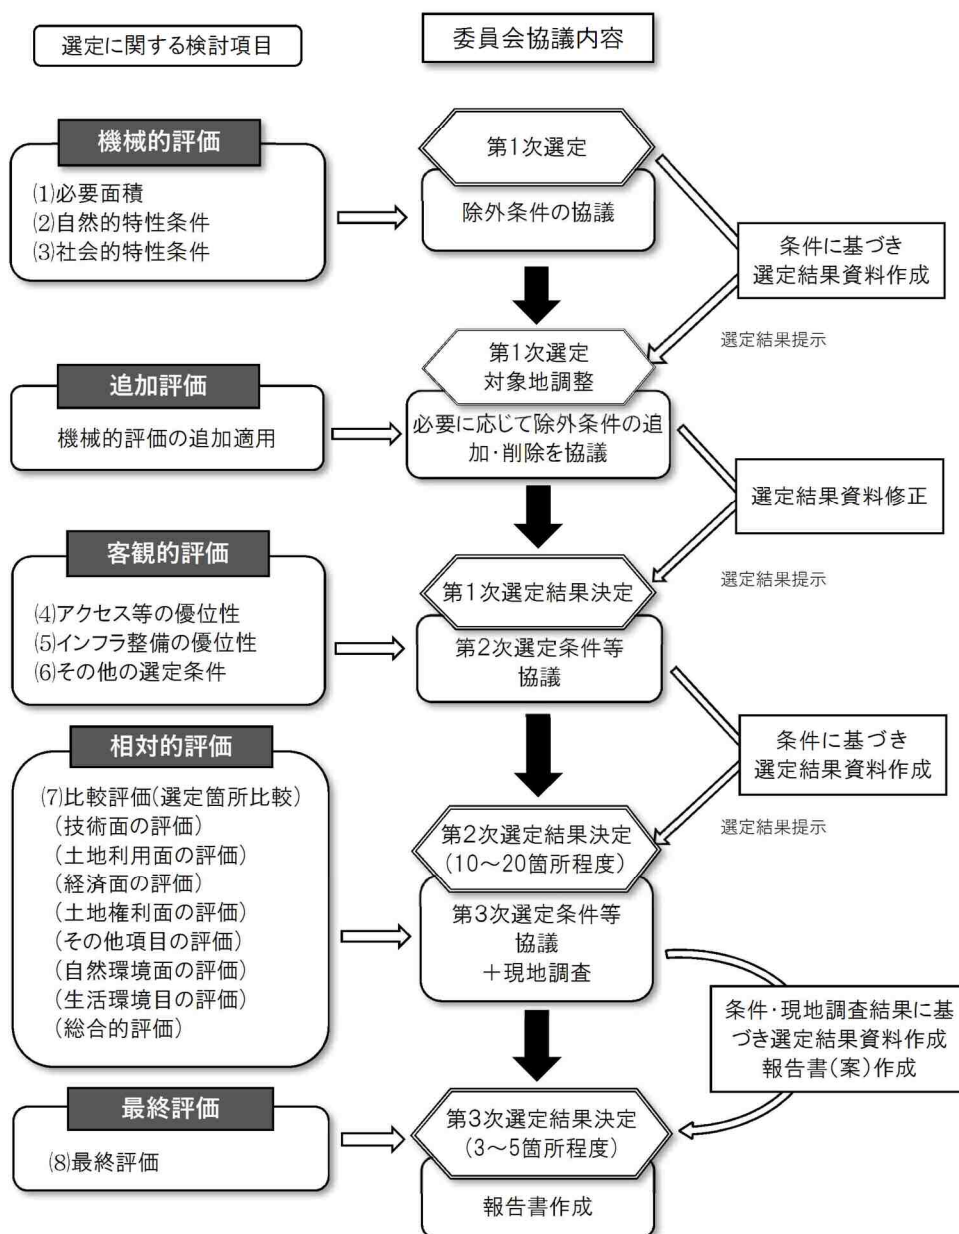 選定に関する検討項目
委員会協議内容
機械的評価
(1)必要面積
(2)自然的特性条件
(3)社会的特性条件
第1次選定
除外条件の協議
条件に基づき
選定結果資料作成
選定結果提示
第1次選定
対象地調整
必要に応じて除外条件の追
加・削除を協議
追加評価
機械的評価の追加適用
選定結果資料修正
選定結果提示
客観的評価
(4)アクセス等の優位性
(5)インフラ整備の優位性
(6)その他の選定条件
第1次選定結果決定
第2次選定条件等
協議
条件に基づき
選定結果資料作成
選定結果提示
相対的評価
(7)比較評価(選定箇所比較)
(技術面の評価)
(土地利用面の評価)
(経済面の評価)
(土地権利面の評価)
(その他項目の評価)
(自然環境面の評価)
(生活環境目の評価)
(総合的評価)
第2次選定結果決定
(10～20箇所程度)
第3次選定条件等
協議
＋現地調査
条件・現地調査結果に基
づき選定結果資料作成
報告書(案)作成
最終評価
(8)最終評価
第3次選定結果決定
(3～5箇所程度)
報告書作成